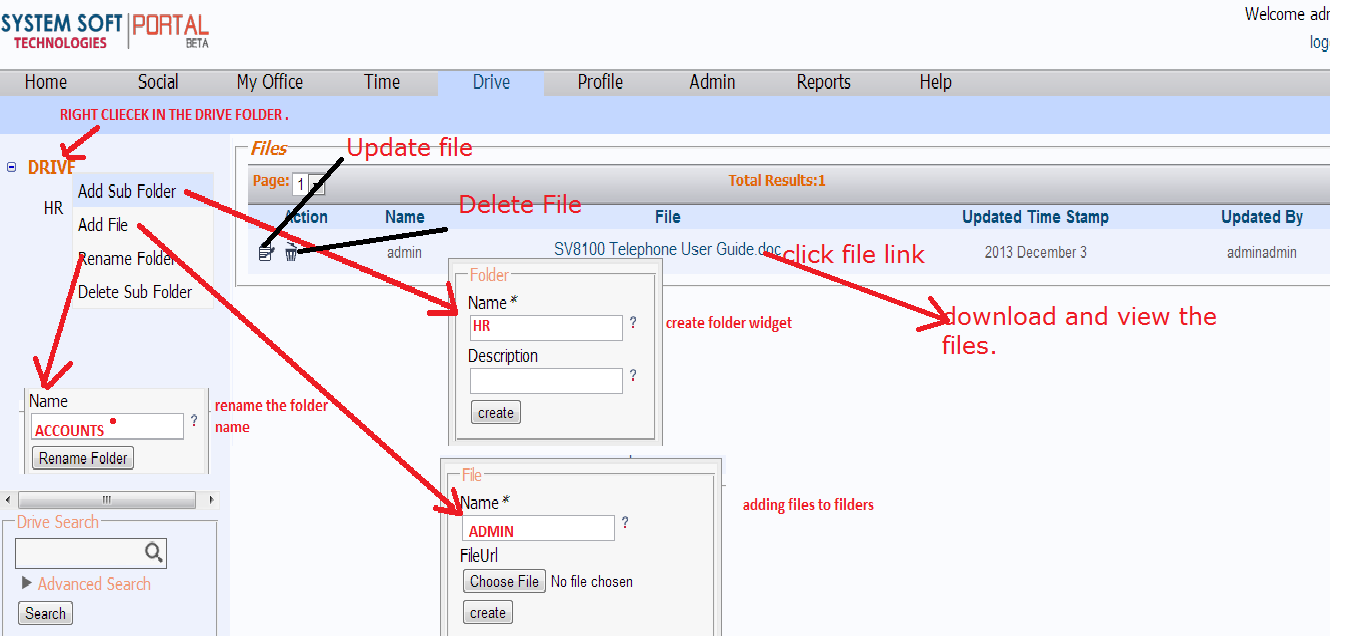 SYSTEM SOFT PORTAL
TECHNOLOGIES BETA
Welcome adr
log
Home Social My Office Time Drive Profile Admin Reports Help
RIGHT CLIECEK IN THE DRIVE FOLDER .
DRIVE
HR
Add Sub Folder
Add File
Rename Folder
Delete Sub Folder
Files
Update file
Page: 1
Total Results:1
Action Name File Updated Time Stamp Updated By
Delete File
admin SV8100 Telephone User Guide.doc 2013 December 3 adminadmin
click file link
download and view the
files.
Folder
Name *
HR ?
create folder widget
Description
?
create
Name
ACCOUNTS ?
Rename Folder
rename the folder
name
File
Name *
ADMIN ?
adding files to filders
FileUrl
Choose File No file chosen
create
Drive Search
Advanced Search
Search